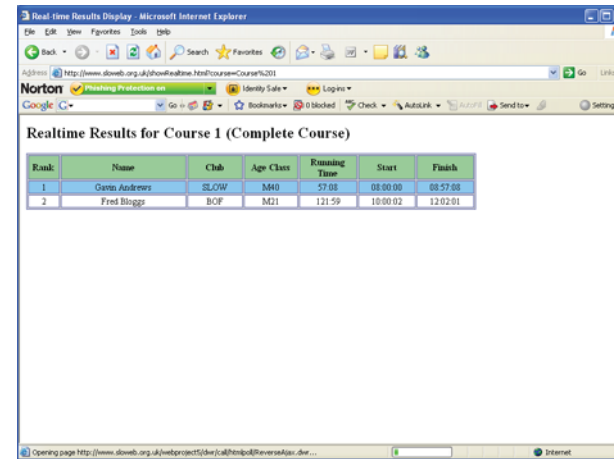 Real-time Results Display - Microsoft Internet Explorer
File Edit View Favorites Tools Help
Back Search Favorites
Address http://www.sloweb.org.uk/showRealtime.html?course=Course%201 Go Links
Norton Phishing Protection on Identity Safe Log-ins
Google G Go Bookmarks 0 blocked Check AutoLink AutoFill Send to Setting
Realtime Results for Course 1 (Complete Course)
Rank Name Club Age Class Running Time Start Finish
1 Gavin Andrews SLOW M40 57:08 08:00:00 08:57:08
2 Fred Bloggs BOF M21 121:59 10:00:02 12:02:01
Opening page http://www.sloweb.org.uk/webproject5/dwr/call/htmlpoll/ReverseAjax.dwr... Internet